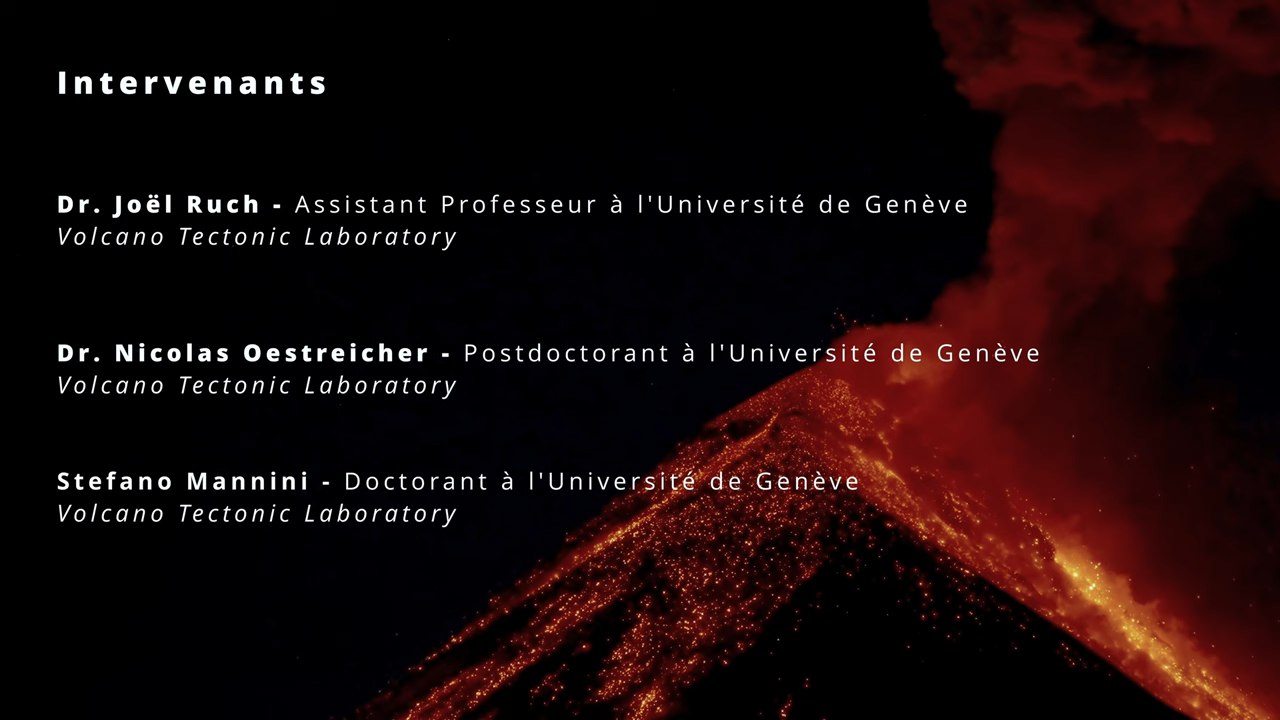 Intervenants
Dr. Joël Ruch - Assistant Professeur à l'Université de Genève
Volcano Tectonic Laboratory
Dr. Nicolas Oestreicher - Postdoctorant à l'Université de Genève
Volcano Tectonic Laboratory
Stefano Mannini - Doctorant à l'Université de Genève
Volcano Tectonic Laboratory